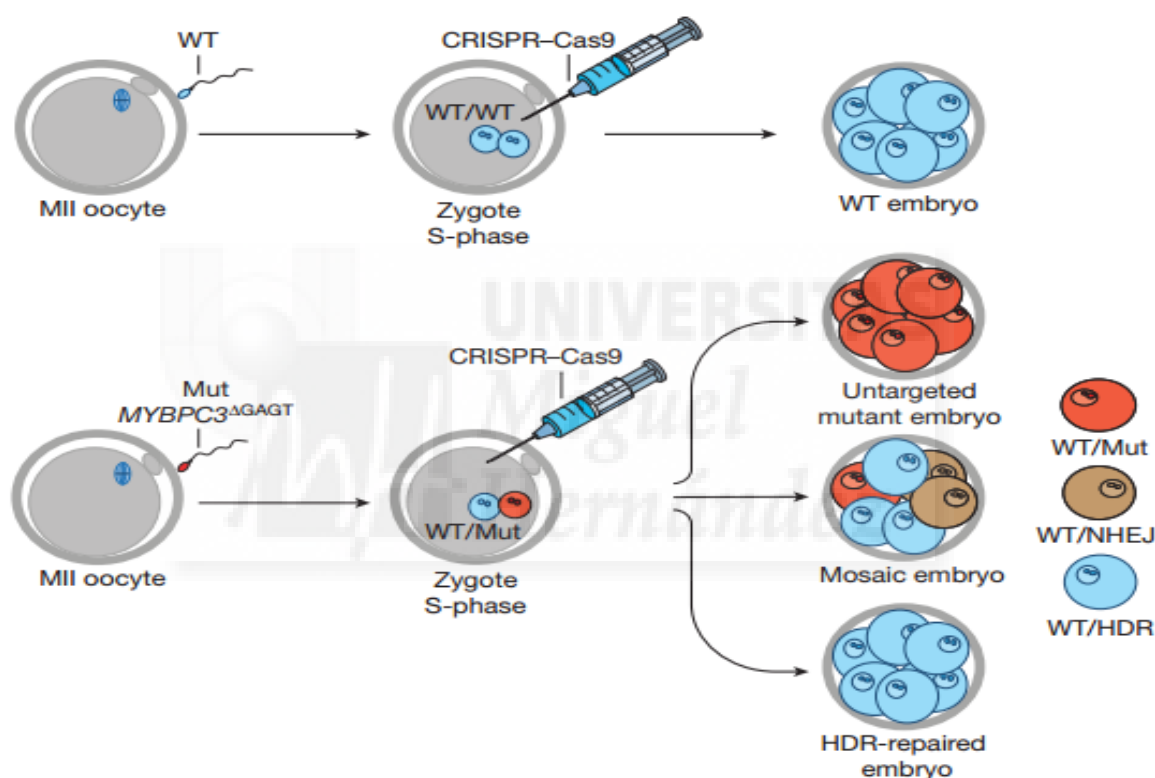 WT
CRISPR–Cas9
WT/WT
MII oocyte
Zygote
S-phase
WT embryo
UNIVERSITAS
Miguel
Hernández
Mut
MYBPC3ΔGAGT
CRISPR–Cas9
WT/Mut
MII oocyte
Zygote
S-phase
Untargeted
mutant embryo
Mosaic embryo
HDR-repaired
embryo
WT/Mut
WT/NHEJ
WT/HDR